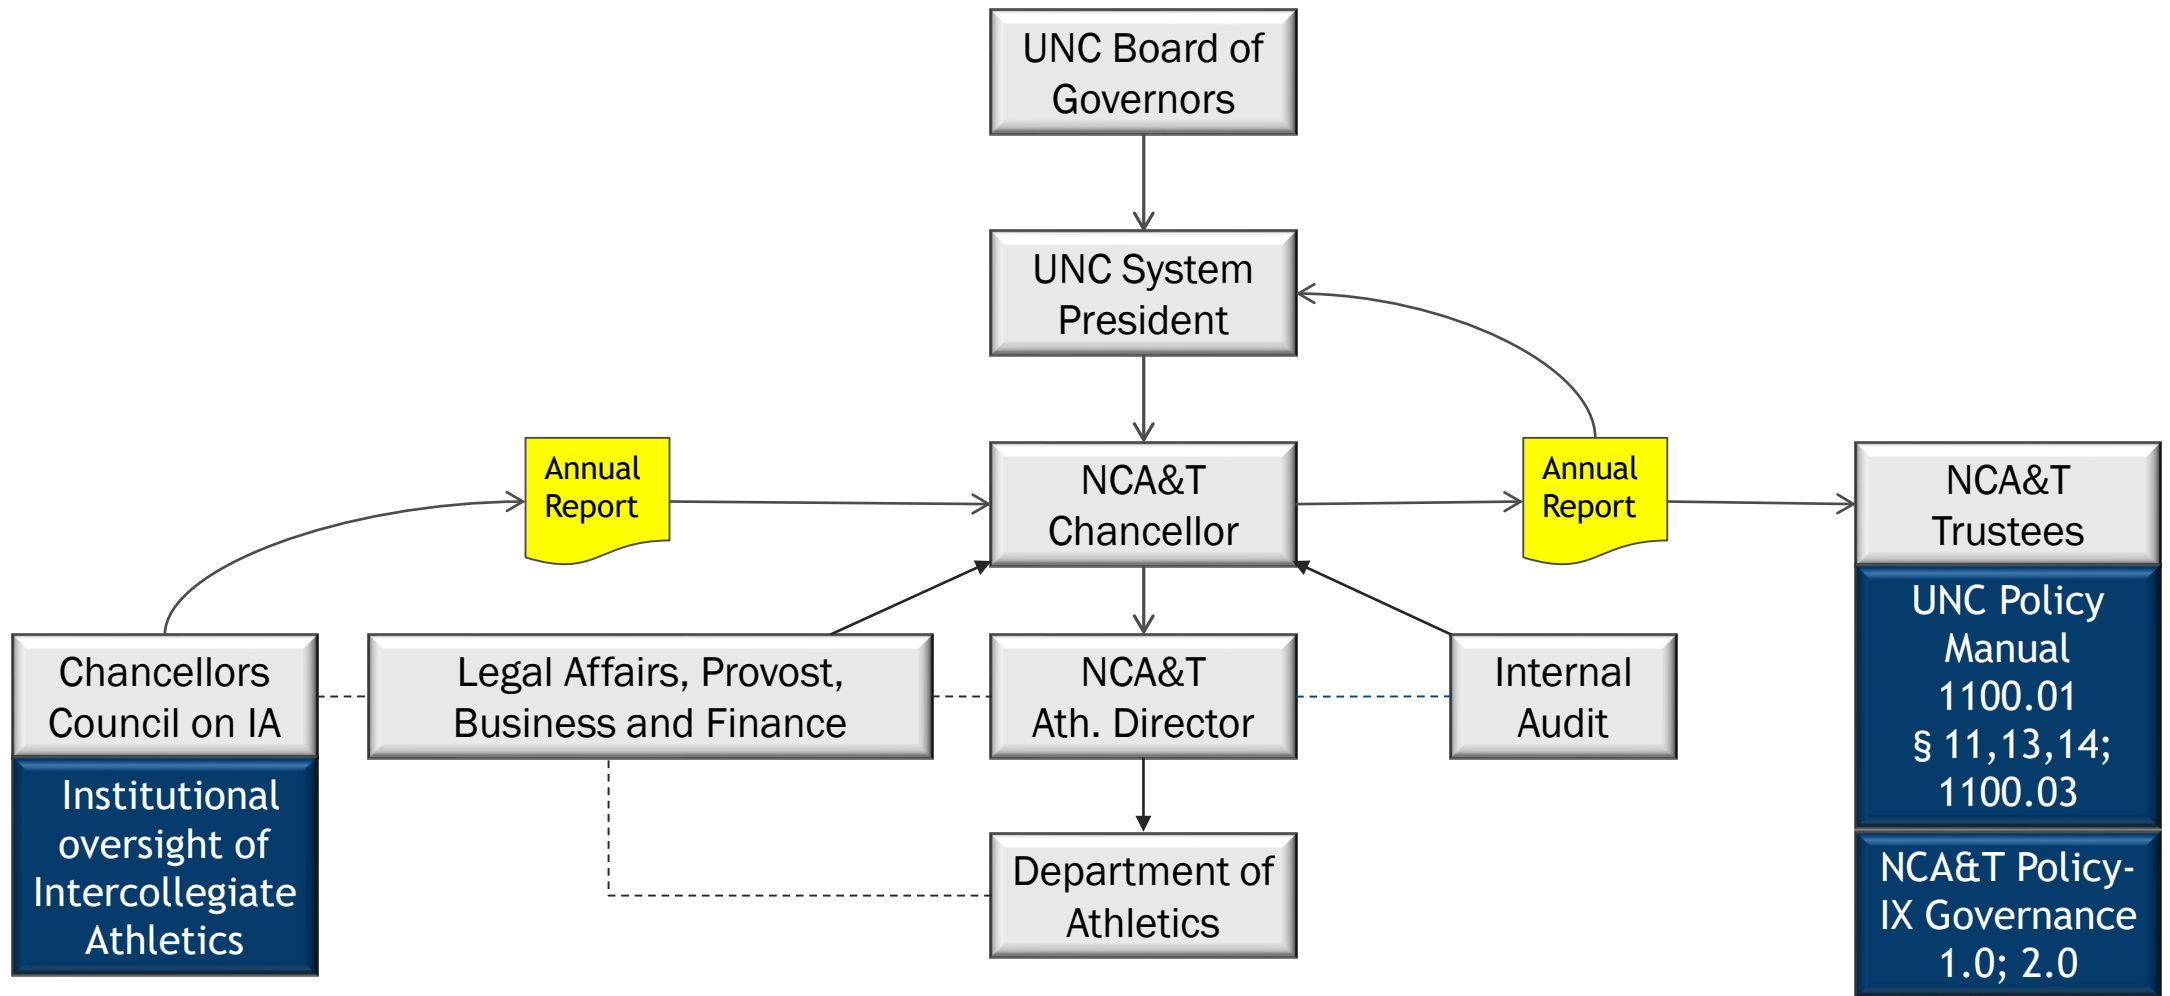 UNC Board of
Governors
UNC System
President
Annual
Report
NCA&T
Chancellor
Annual
Report
NCA&T
Trustees
UNC Policy
Manual
1100.01
§ 11,13,14;
1100.03
NCA&T Policy-
IX Governance
1.0; 2.0
Chancellors
Council on IA
Institutional
oversight of
Intercollegiate
Athletics
Legal Affairs, Provost,
Business and Finance
NCA&T
Ath. Director
Internal
Audit
Department of
Athletics